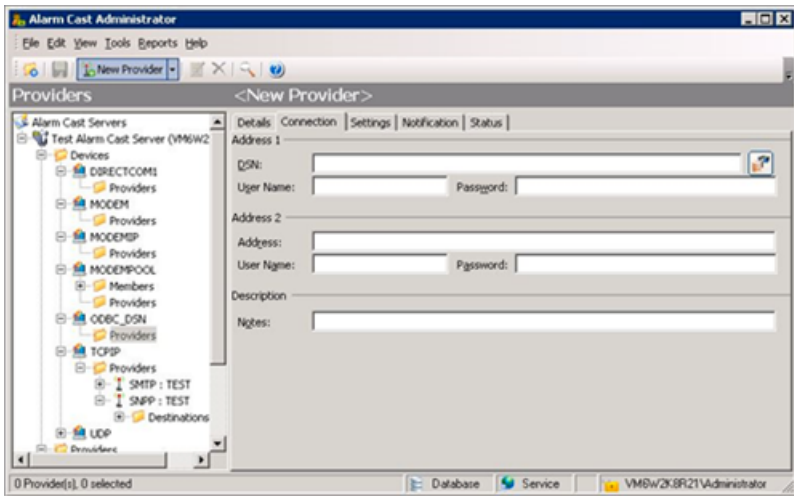 Alarm Cast Administrator
File Edit View Tools Reports Help
New Provider
Providers
<New Provider>
Alarm Cast Servers
Test Alarm Cast Server (VM6W2
Devices
DIRECTCOM1
Providers
MODEM
Providers
MODEMIP
Providers
MODEMPOOL
Members
Providers
ODBC_DSN
Providers
TCPIP
Providers
SMTP : TEST
SNPP : TEST
Destinations
UDP
Providers
Details Connection Settings Notification Status
Address 1
DSN:
User Name: Password:
Address 2
Address:
User Name: Password:
Description
Notes:
0 Provider(s), 0 selected Database Service VM6W2K8R21\Administrator